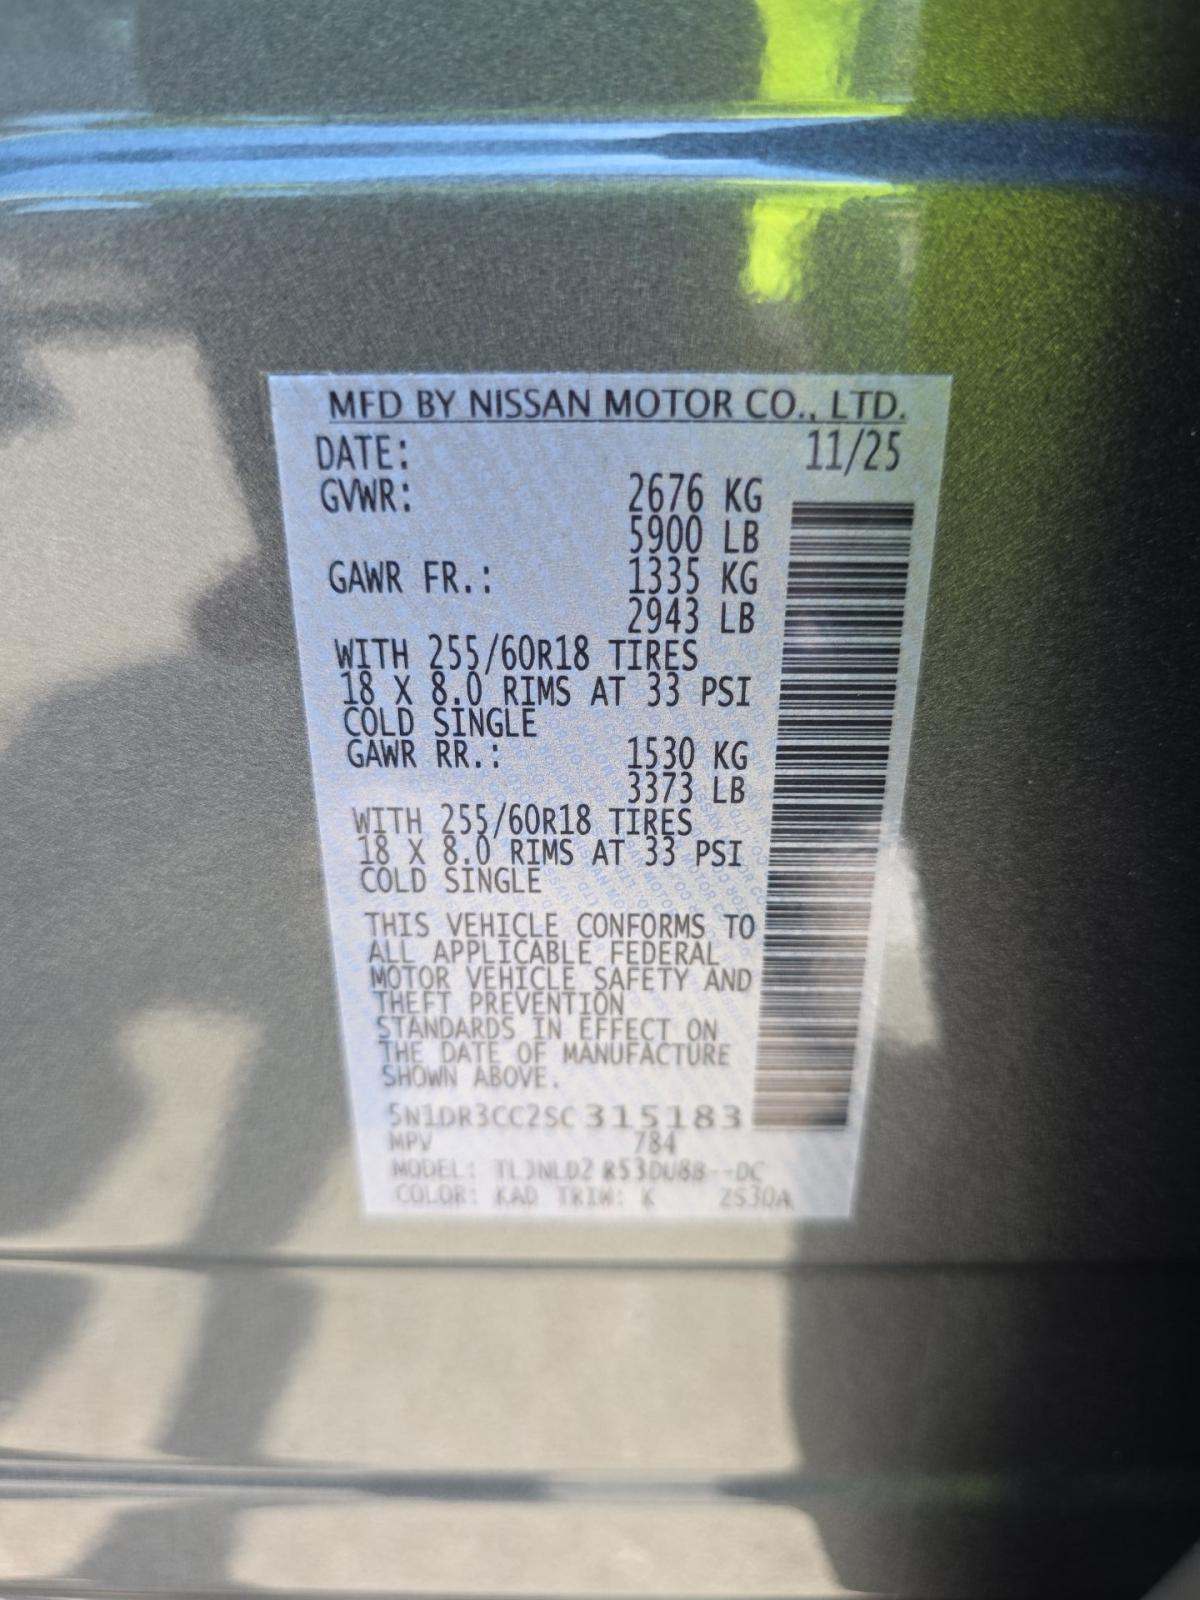 MFD BY NISSAN MOTOR CO., LTD.
DATE: 11/25
GVWR: 2676 KG
5900 LB
GAWR FR.: 1335 KG
2943 LB
WITH 255/60R18 TIRES
18 X 8.0 RIMS AT 33 PSI
COLD SINGLE
GAWR RR.: 1530 KG
3373 LB
WITH 255/60R18 TIRES
18 X 8.0 RIMS AT 33 PSI
COLD SINGLE
THIS VEHICLE CONFORMS TO
ALL APPLICABLE FEDERAL
MOTOR VEHICLE SAFETY AND
THEFT PREVENTION
STANDARDS IN EFFECT ON
THE DATE OF MANUFACTURE
SHOWN ABOVE.
5N1DR3CC2SC315183
MPV 784
MODEL:
COLOR: KAD TRIM: K